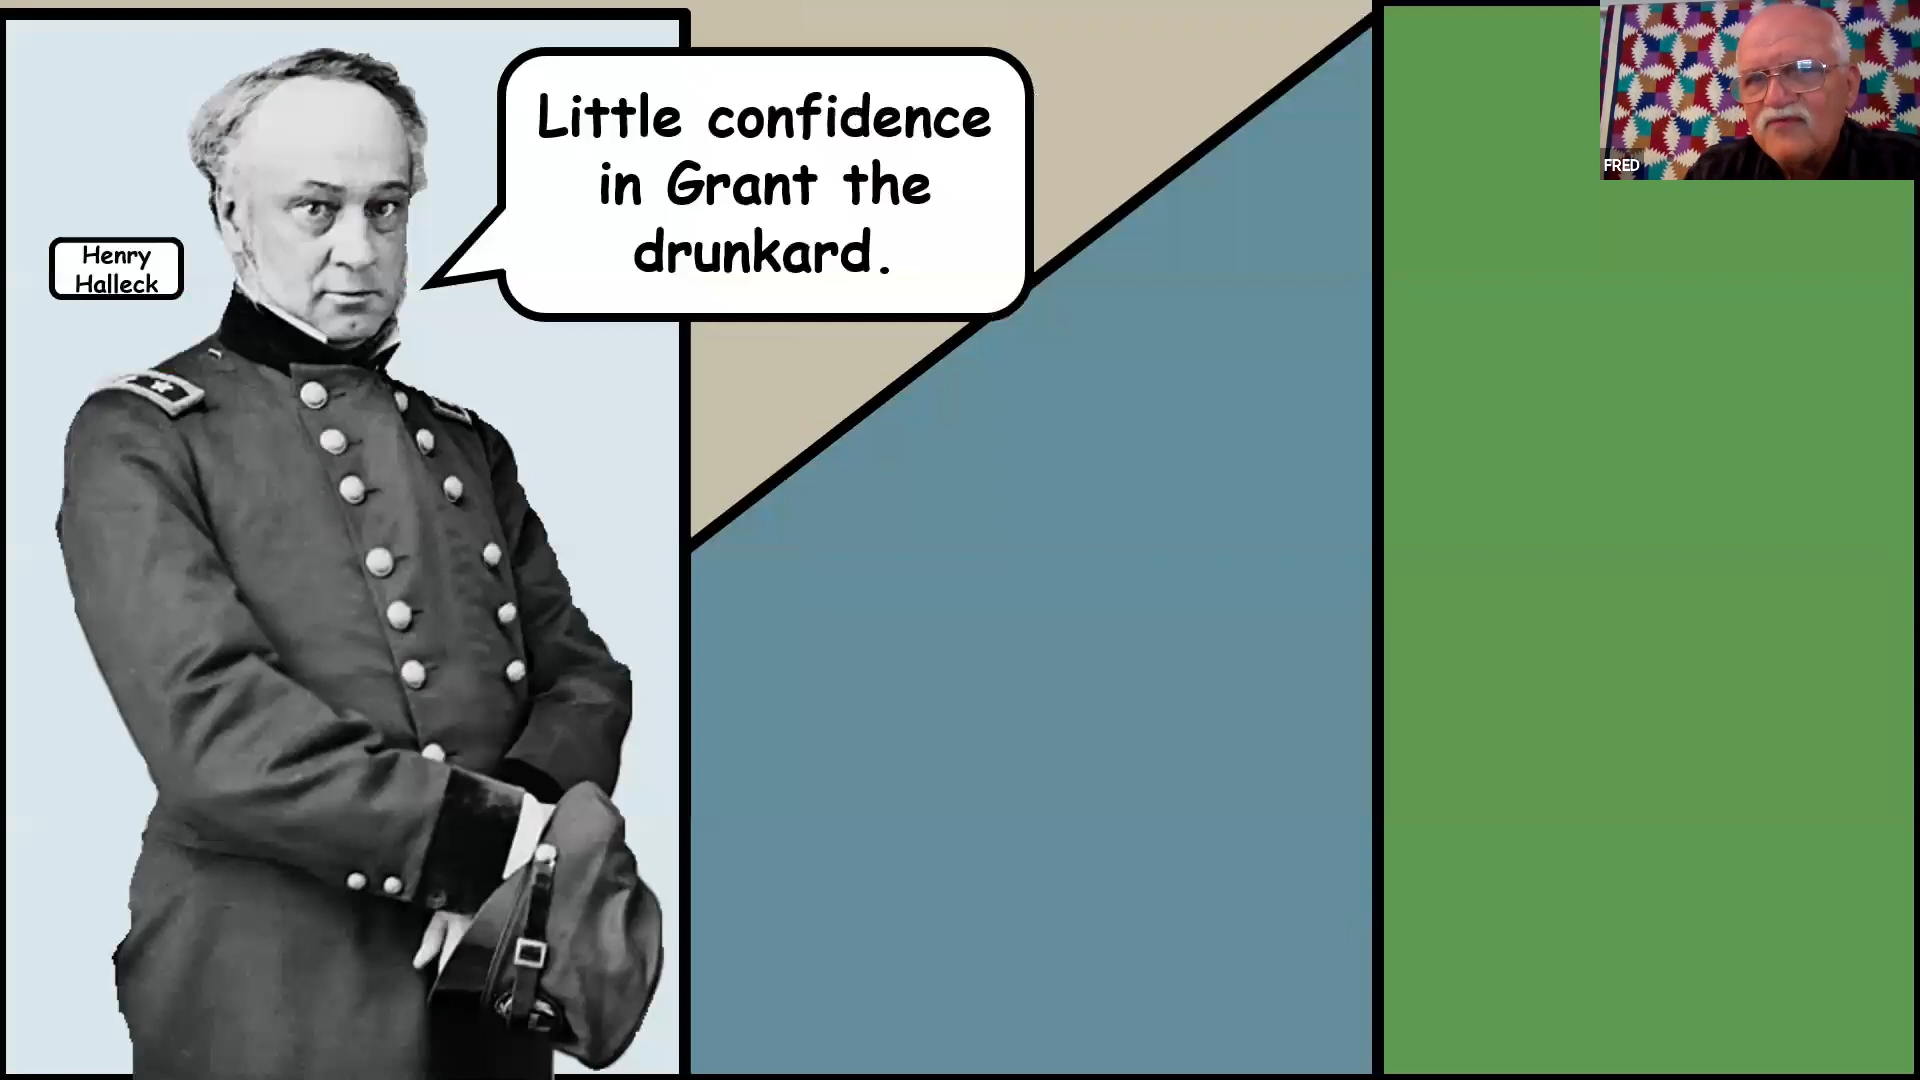 Little confidence
in Grant the
drunkard.
Henry
Halleck
FRED